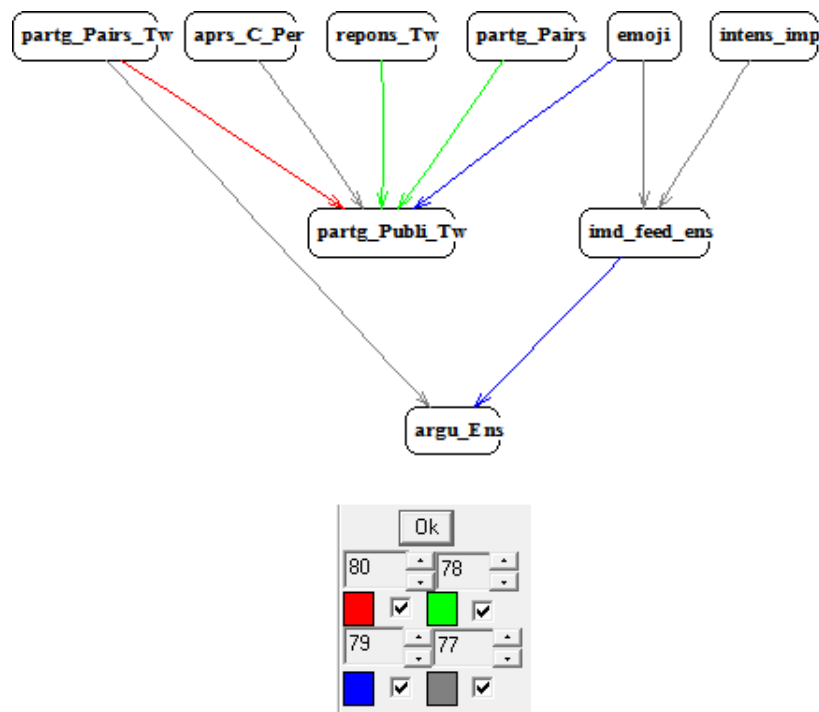 partg_Pairs_Tw aprs_C_Per repons_Tw partg_Pairs emoji intens_imp
partg_Publi_Tw imd_feed_ens
argu_Ens
Ok
80 78
79 77